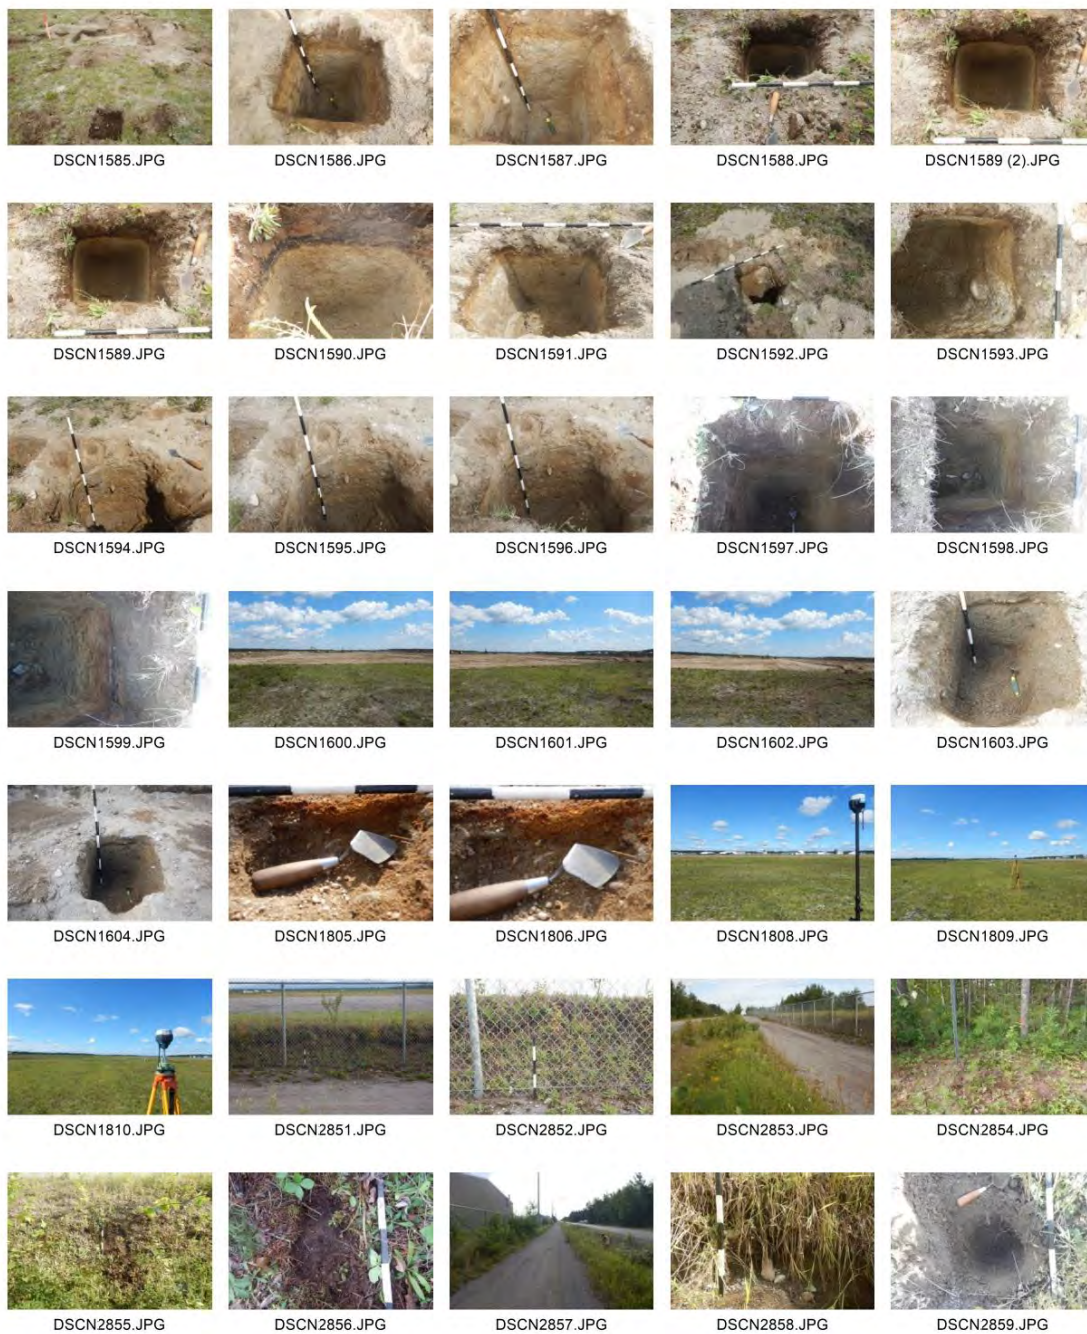 DSCN1585.JPG DSCN1586.JPG DSCN1587.JPG DSCN1588.JPG DSCN1589 (2).JPG
DSCN1589.JPG DSCN1590.JPG DSCN1591.JPG DSCN1592.JPG DSCN1593.JPG
DSCN1594.JPG DSCN1595.JPG DSCN1596.JPG DSCN1597.JPG DSCN1598.JPG
DSCN1599.JPG DSCN1600.JPG DSCN1601.JPG DSCN1602.JPG DSCN1603.JPG
DSCN1604.JPG DSCN1805.JPG DSCN1806.JPG DSCN1808.JPG DSCN1809.JPG
DSCN1810.JPG DSCN2851.JPG DSCN2852.JPG DSCN2853.JPG DSCN2854.JPG
DSCN2855.JPG DSCN2856.JPG DSCN2857.JPG DSCN2858.JPG DSCN2859.JPG